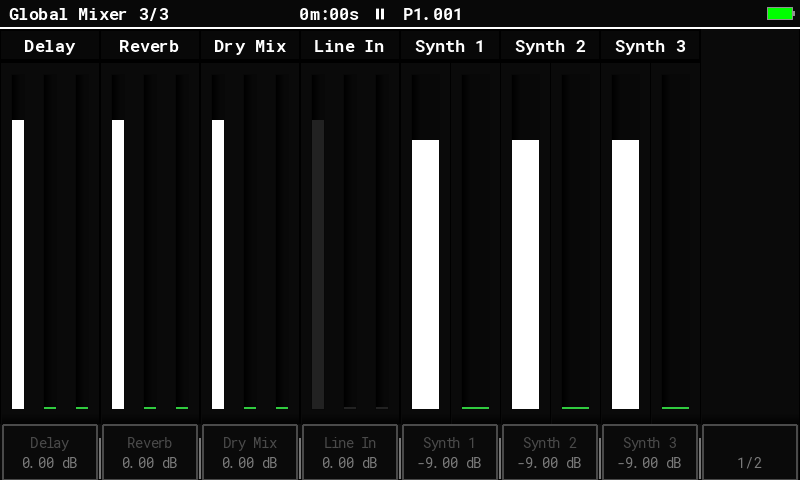 Global Mixer 3/3 0m:00s P1.001
Delay Reverb Dry Mix Line In Synth 1 Synth 2 Synth 3
Delay Reverb Dry Mix Line In Synth 1 Synth 2 Synth 3
0.00 dB 0.00 dB 0.00 dB 0.00 dB -9.00 dB -9.00 dB -9.00 dB 1/2